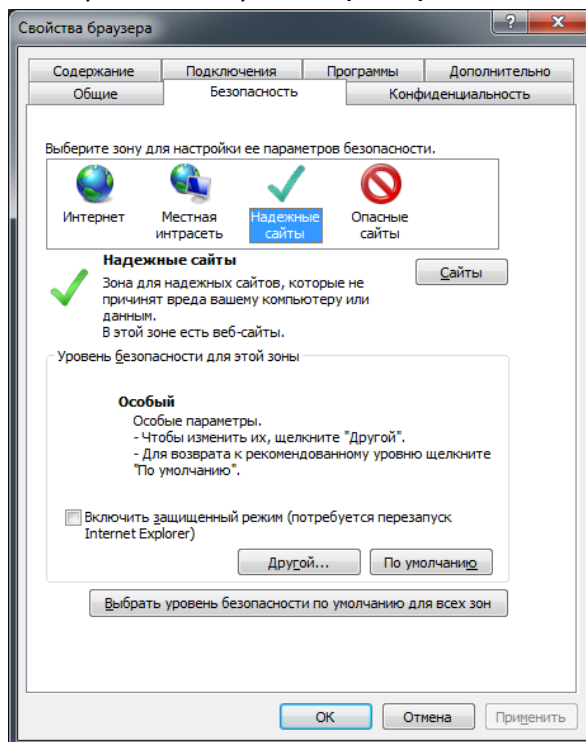 Свойства браузера
Содержание Подключения Программы Дополнительно
Общие Безопасность Конфиденциальность
Выберите зону для настройки ее параметров безопасности.
Интернет Местная интрасеть Надежные сайты Опасные сайты
Надежные сайты
Сайты
Зона для надежных сайтов, которые не
причинят вреда вашему компьютеру или
данным.
В этой зоне есть веб-сайты.
Уровень безопасности для этой зоны
Особый
Особые параметры.
- Чтобы изменить их, щелкните "Другой".
- Для возврата к рекомендованному уровню щелкните
"По умолчанию".
Включить защищенный режим (потребуется перезапуск
Internet Explorer)
Другой... По умолчанию
Выбрать уровень безопасности по умолчанию для всех зон
ОК Отмена Применить